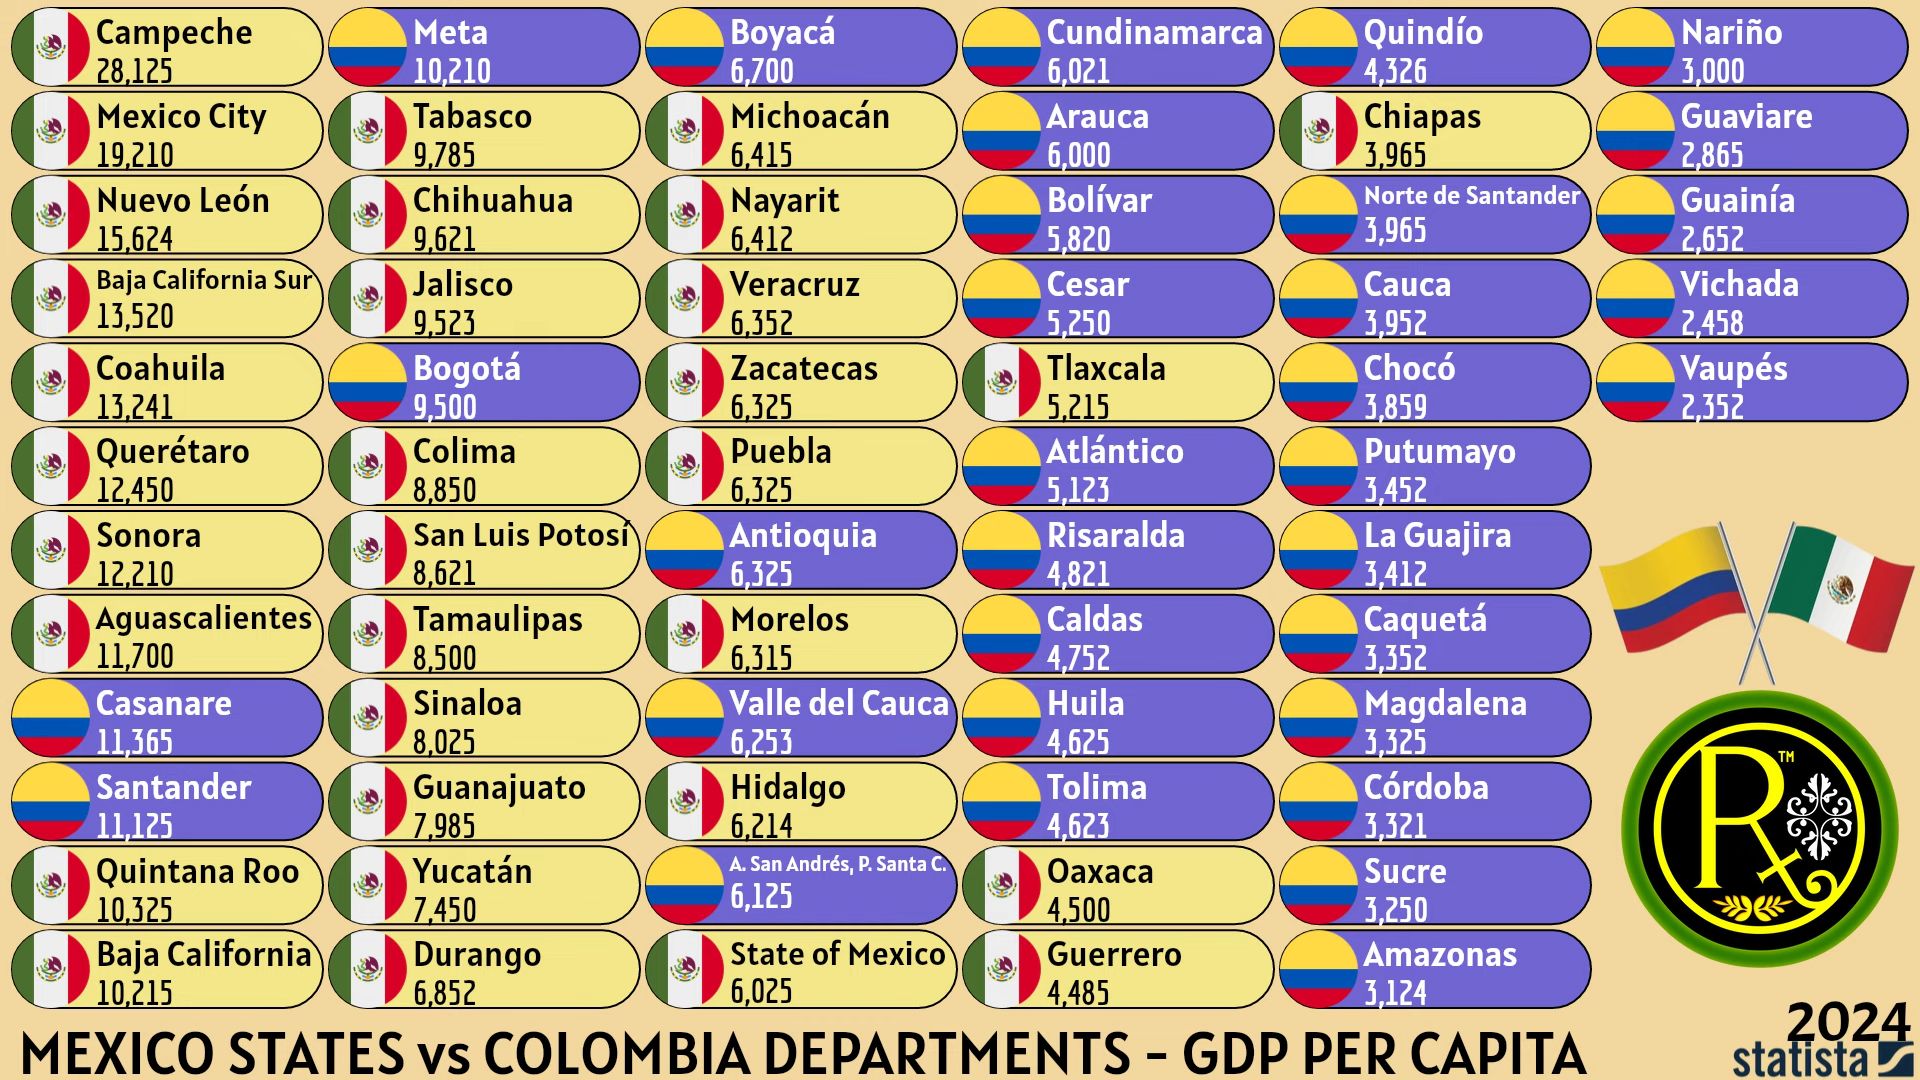 Campeche
28,125
Mexico City
19,210
Nuevo León
15,624
Baja California Sur
13,520
Coahuila
13,241
Querétaro
12,450
Sonora
12,210
Aguascalientes
11,700
Casanare
11,365
Santander
11,125
Quintana Roo
10,325
Baja California
10,215
Meta
10,210
Tabasco
9,785
Chihuahua
9,621
Jalisco
9,523
Bogotá
9,500
Colima
8,850
San Luis Potosí
8,621
Tamaulipas
8,500
Sinaloa
8,025
Guanajuato
7,985
Yucatán
7,450
Durango
6,852
Boyacá
6,700
Michoacán
6,415
Nayarit
6,412
Veracruz
6,352
Zacatecas
6,325
Puebla
6,325
Antioquia
6,325
Morelos
6,315
Valle del Cauca
6,253
Hidalgo
6,214
A. San Andrés, P. Santa C.
6,125
State of Mexico
6,025
Cundinamarca
6,021
Arauca
6,000
Bolívar
5,820
Cesar
5,250
Tlaxcala
5,215
Atlántico
5,123
Risaralda
4,821
Caldas
4,752
Huila
4,625
Tolima
4,623
Oaxaca
4,500
Guerrero
4,485
Quindío
4,326
Chiapas
3,965
Norte de Santander
3,965
Cauca
3,952
Chocó
3,859
Putumayo
3,452
La Guajira
3,412
Caquetá
3,352
Magdalena
3,325
Córdoba
3,321
Sucre
3,250
Amazonas
3,124
Nariño
3,000
Guaviare
2,865
Guainía
2,652
Vichada
2,458
Vaupés
2,352
R TM
2024
MEXICO STATES vs COLOMBIA DEPARTMENTS - GDP PER CAPITA
statista